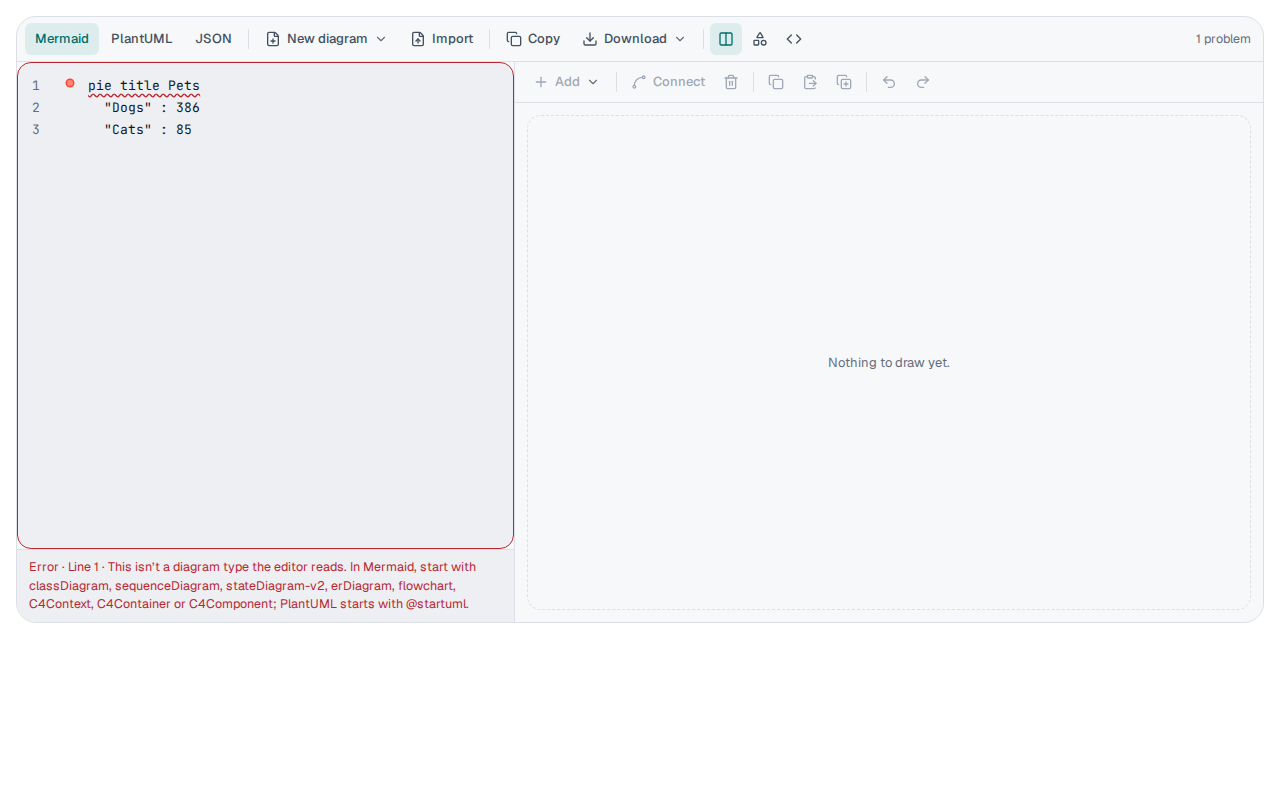 Mermaid PlantUML JSON New diagram Import Copy Download 1 problem
1 pie title Pets
2 "Dogs" : 386
3 "Cats" : 85
Error · Line 1 · This isn't a diagram type the editor reads. In Mermaid, start with
classDiagram, sequenceDiagram, stateDiagram-v2, erDiagram, flowchart,
C4Context, C4Container or C4Component; PlantUML starts with @startuml.
Add Connect
Nothing to draw yet.